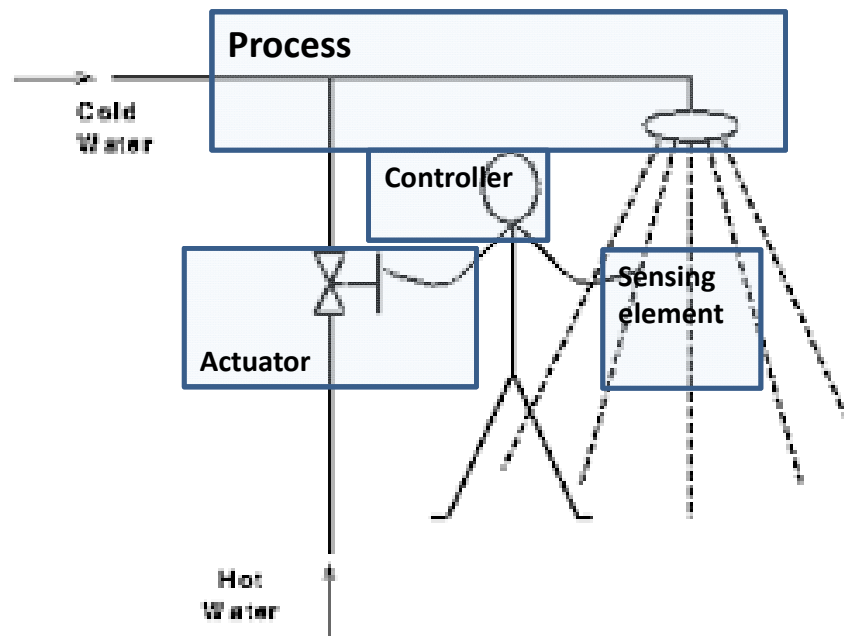 Process
Cold
Water
Controller
Sensing
element
Actuator
Hot
Water